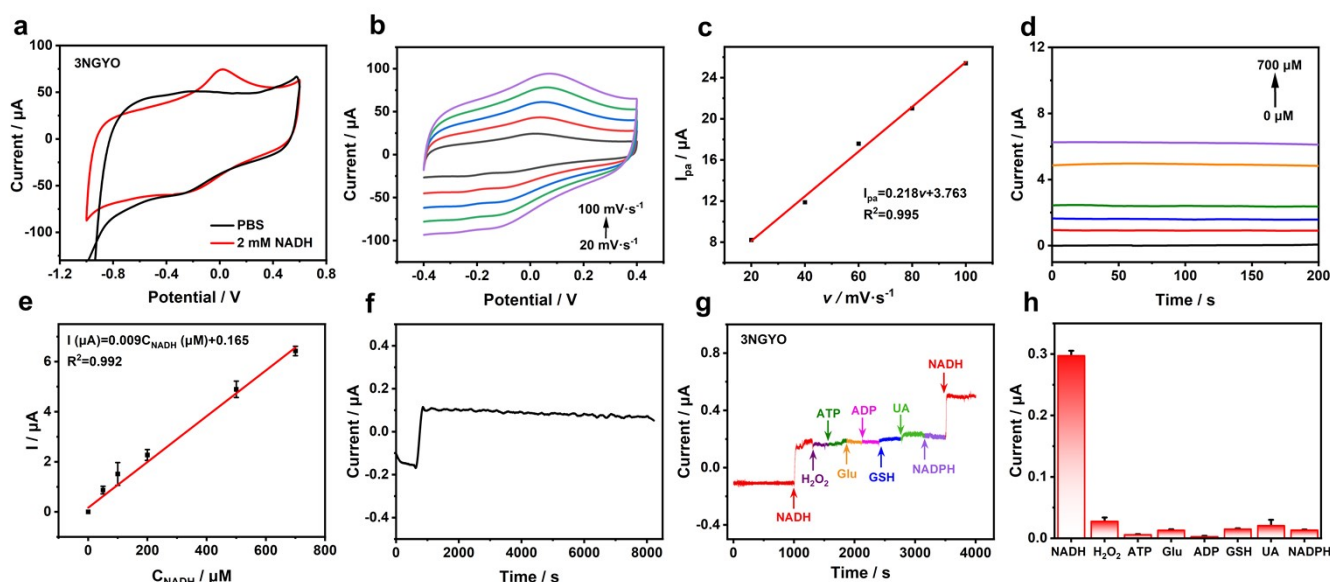 a
3NGYO
100
50
0
-50
-100
Current / μA
-1.2
-0.8
-0.4
0.0
0.4
0.8
Potential / V
PBS
2 mM NADH
b
100
50
0
-50
-100
Current / μA
-0.4
-0.2
0.0
0.2
0.4
Potential / V
100 mV·s⁻¹
20 mV·s⁻¹
c
24
20
16
12
8
Iₚₐ / μA
20
40
60
80
100
v / mV·s⁻¹
Iₚₐ=0.218v+3.763
R²=0.995
d
12
8
4
0
Current / μA
0
50
100
150
200
Time / s
700 μM
0 μM
e
I (μA)=0.009C_NADH (μM)+0.165
R²=0.992
6
4
2
0
I / μA
0
200
400
600
800
C_NADH / μM
f
0.4
0.2
0.0
-0.2
-0.4
Current / μA
0
2000
4000
6000
8000
Time / s
g
3NGYO
0.8
0.4
0.0
-0.4
Current / μA
0
1000
2000
3000
4000
Time / s
NADH
H₂O₂
ATP
Glu
ADP
GSH
UA
NADPH
NADH
h
0.3
0.2
0.1
0.0
Current / μA
NADH
H₂O₂
ATP
Glu
ADP
GSH
UA
NADPH